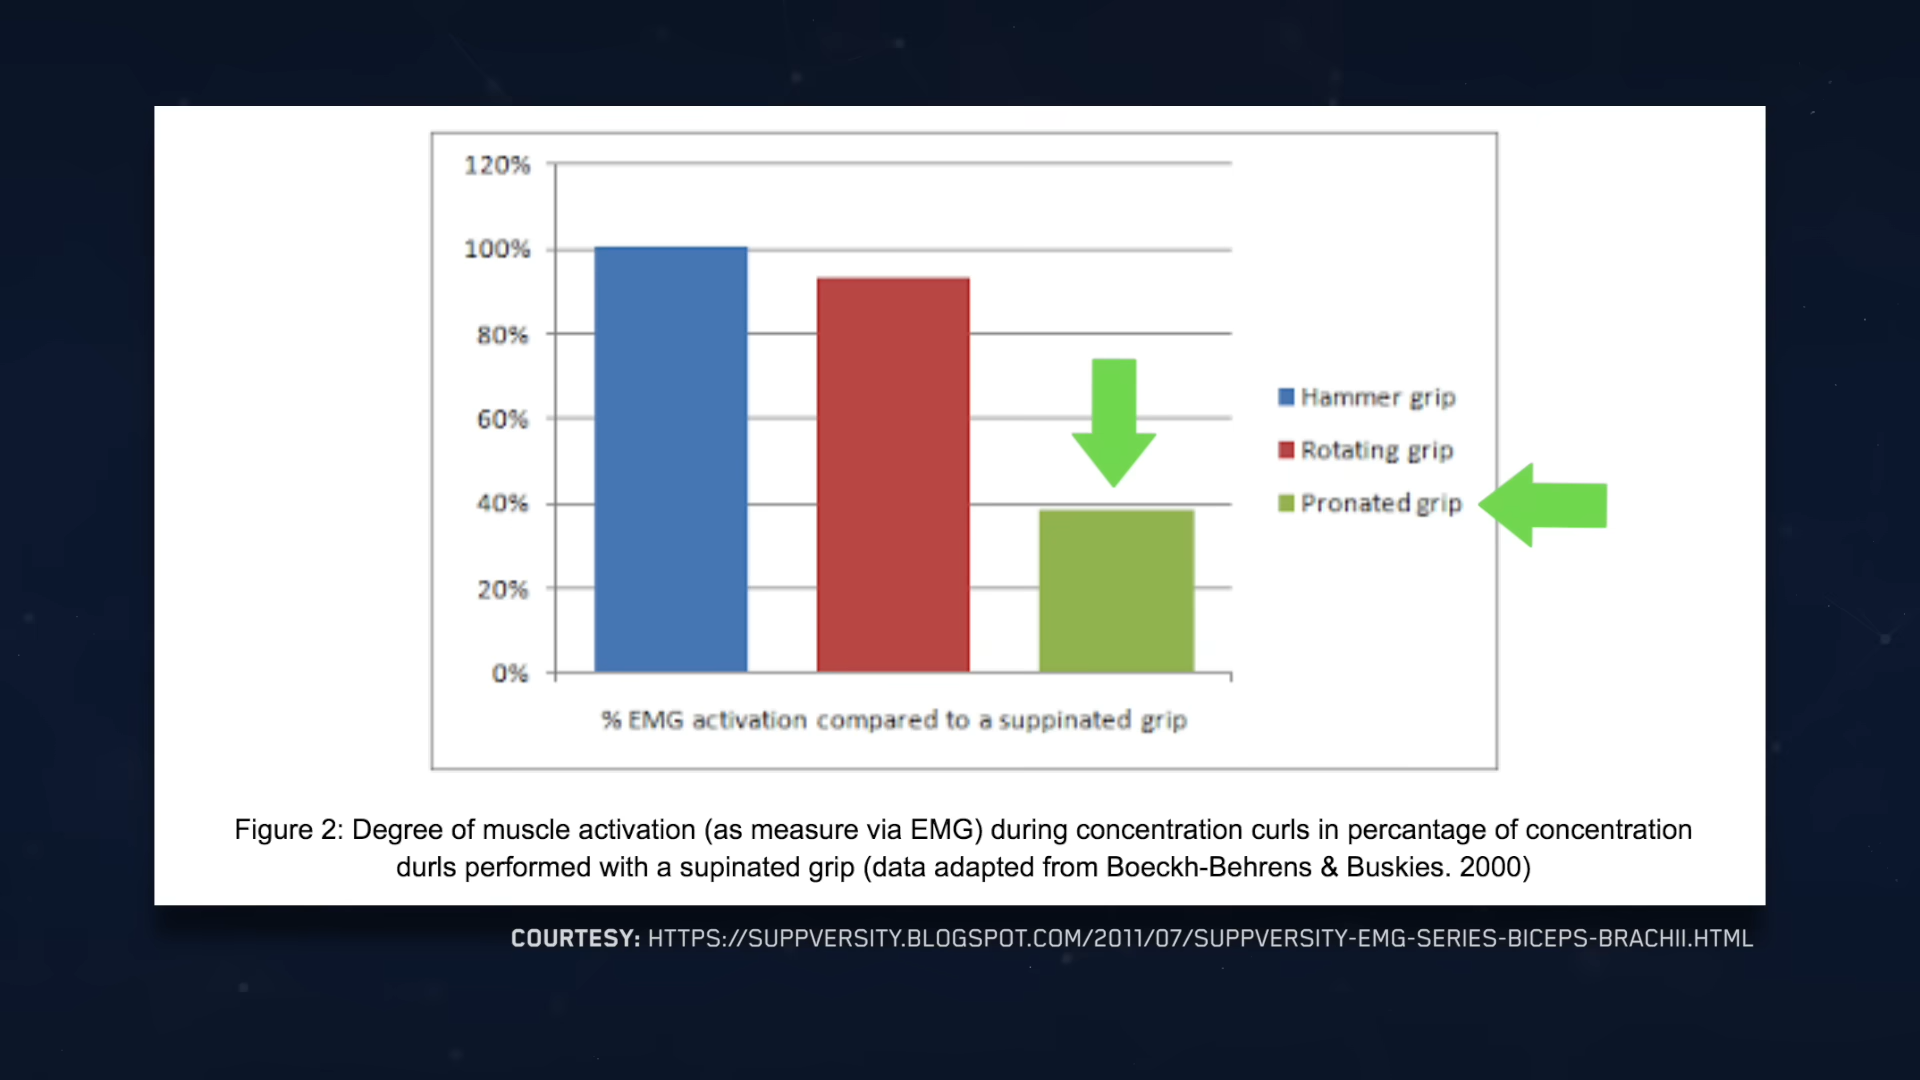 120%
100%
80%
60%
40%
20%
0%
Hammer grip
Rotating grip
Pronated grip
% EMG activation compared to a suppinated grip
Figure 2: Degree of muscle activation (as measure via EMG) during concentration curls in percantage of concentration
durls performed with a supinated grip (data adapted from Boeckh-Behrens & Buskies. 2000)
COURTESY: HTTPS://SUPPVERSITY.BLOGSPOT.COM/2011/07/SUPPVERSITY-EMG-SERIES-BICEPS-BRACHII.HTML